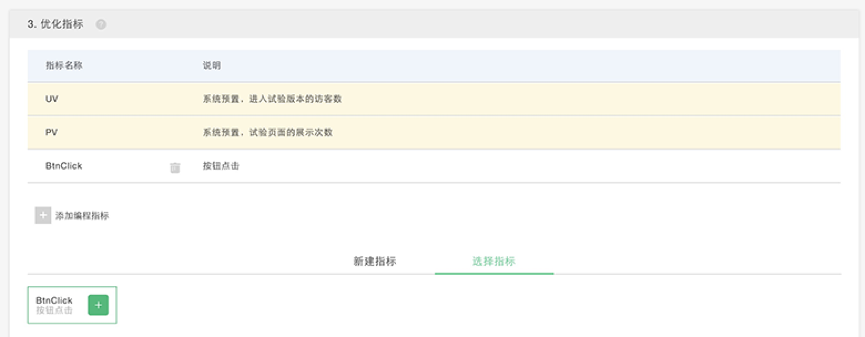 3. 优化指标
指标名称 说明
UV 系统预置，进入试验版本的访客数
PV 系统预置，试验页面的展示次数
BtnClick 按钮点击
添加编程指标
新建指标 选择指标
BtnClick
按钮点击